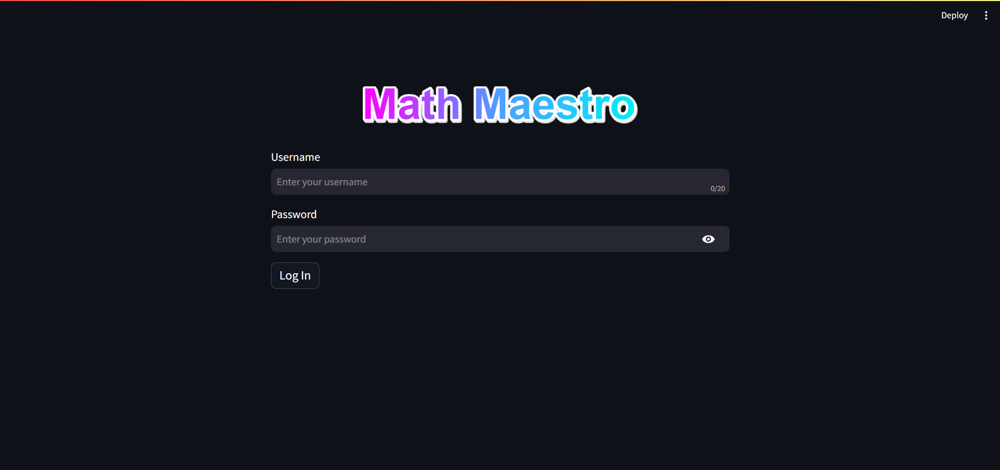 Deploy
Math Maestro
Username
Enter your username
0/20
Password
Enter your password
Log In